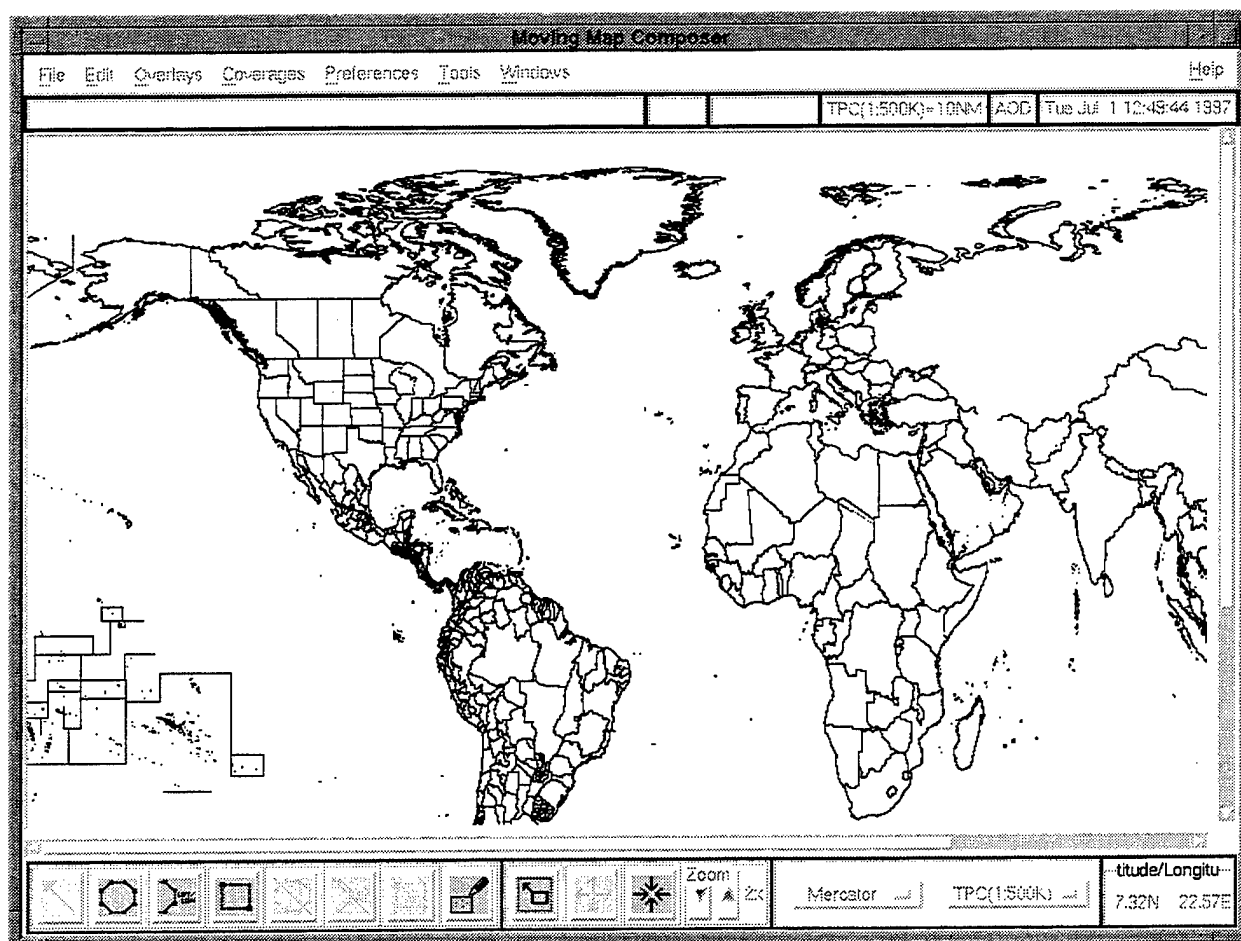 Moving Map Composer
File Edit Overlays Coverages Preferences Tools Windows Help
TPC(1:500K)=10NM AOD Tue Jul 1 12:49:44 1997
Zoom
2x
Mercator TPC(1:500K)
titude/Longitu
7.32N 22.57E